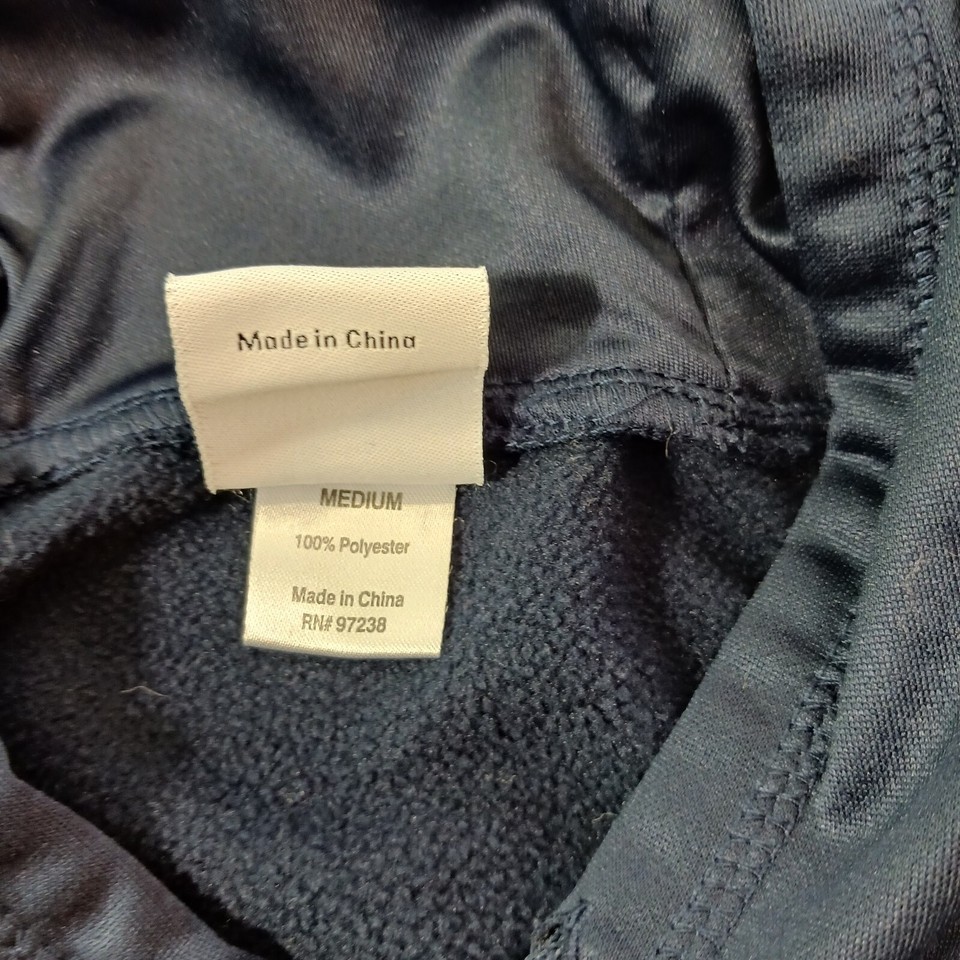 Made in China
MEDIUM
100% Polyester
Made in China
RN# 97238